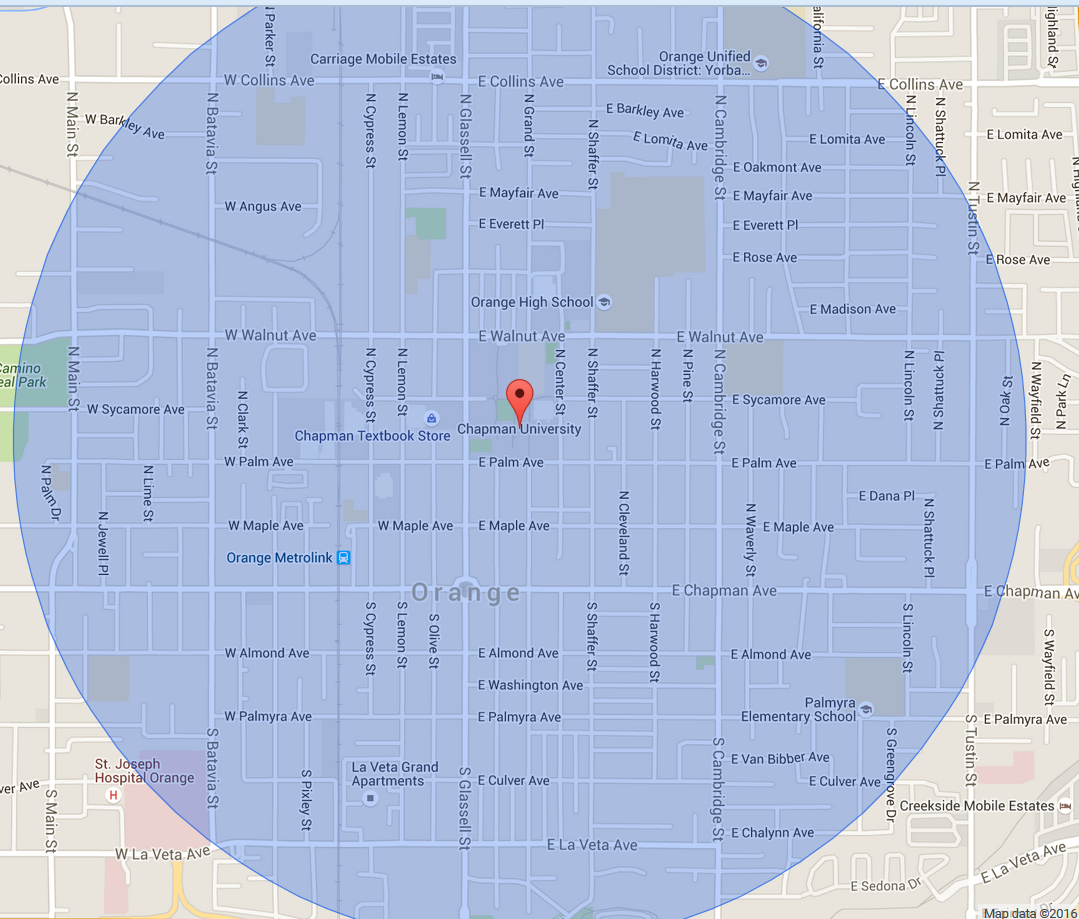 N Parker St
alifornia St
ighland St
Carriage Mobile Estates
Orange Unified
School District: Yorba...
ollins Ave
W Collins Ave
E Collins Ave
E Collins Ave
N Main St
N Batavia St
N Cypress St
N Lemon St
N Glassell St
N Grand St
N Shaffer St
N Cambridge St
N Lincoln St
N Shattuck Pl
W Barkley Ave
E Barkley Ave
E Lomita Ave
E Lomita Ave
E Lomita Ave
E Oakmont Ave
E Mayfair Ave
E Mayfair Ave
E Mayfair Ave
N Tustin St
W Angus Ave
E Everett Pl
E Everett Pl
E Rose Ave
E Rose Ave
Orange High School
E Madison Ave
W Walnut Ave
E Walnut Ave
E Walnut Ave
Camino
eal Park
N Main St
N Batavia St
N Clark St
N Cypress St
N Lemon St
N Center St
N Shaffer St
N Harwood St
N Pine St
N Cambridge St
N Lincoln St
N Shattuck Pl
N Oak St
N Wayfield St
N Park Ln
W Sycamore Ave
E Sycamore Ave
Chapman Textbook Store
Chapman University
W Palm Ave
E Palm Ave
E Palm Ave
E Palm Ave
N Palm Dr
N Lime St
N Jewell Pl
N Cleveland St
N Waverly St
E Dana Pl
N Shattuck Pl
W Maple Ave
W Maple Ave
E Maple Ave
E Maple Ave
Orange Metrolink
Orange
E Chapman Ave
E Chapman Av
S Cypress St
S Lemon St
S Olive St
S Shaffer St
S Harwood St
S Lincoln St
S Wayfield St
W Almond Ave
E Almond Ave
E Almond Ave
E Washington Ave
W Palmyra Ave
E Palmyra Ave
Palmyra
Elementary School
E Palmyra Ave
S Batavia St
S Cambridge St
S Greengrove Dr
S Tustin St
St. Joseph
Hospital Orange
H
La Veta Grand
Apartments
E Van Bibber Ave
ver Ave
S Main St
S Pixley St
S Glassell St
E Culver Ave
E Culver Ave
Creekside Mobile Estates
E Chalynn Ave
W La Veta Ave
E La Veta Ave
E La Veta Ave
E Sedona Dr
Map data ©2016